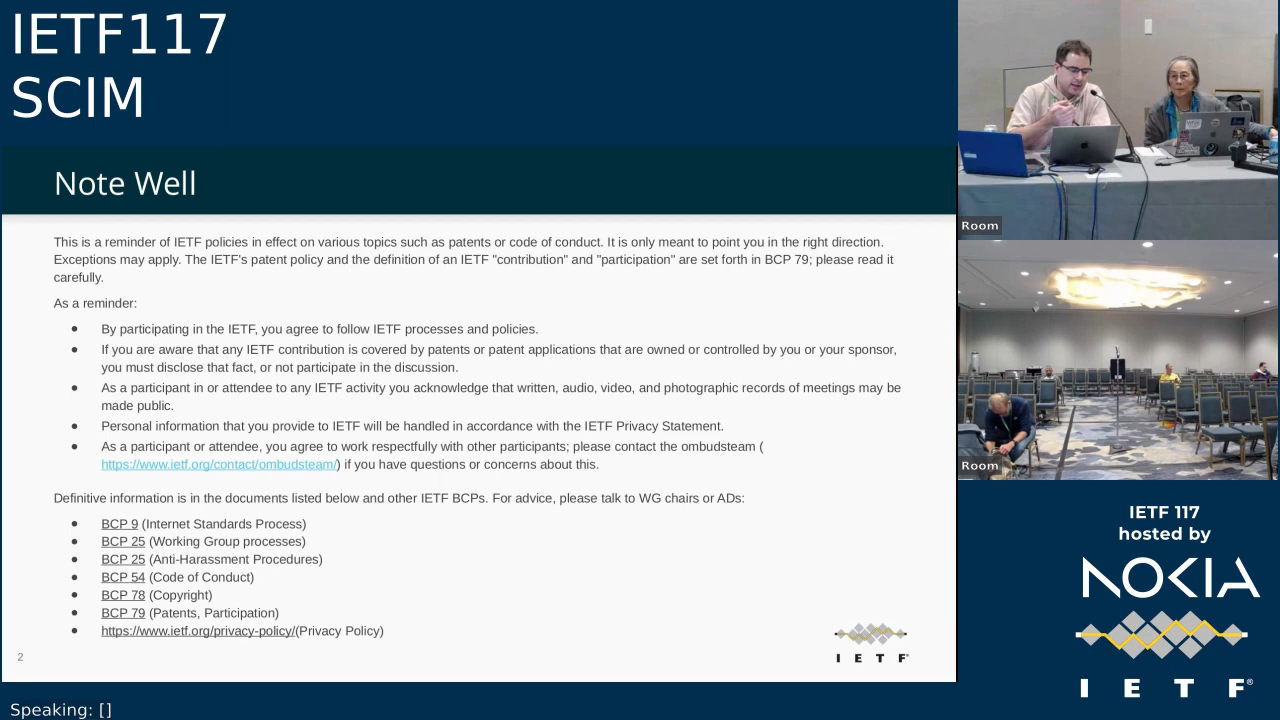 IETF117
SCIM
Note Well
This is a reminder of IETF policies in effect on various topics such as patents or code of conduct. It is only meant to point you in the right direction.
Exceptions may apply. The IETF's patent policy and the definition of an IETF "contribution" and "participation" are set forth in BCP 79; please read it
carefully.
As a reminder:
● By participating in the IETF, you agree to follow IETF processes and policies.
● If you are aware that any IETF contribution is covered by patents or patent applications that are owned or controlled by you or your sponsor,
you must disclose that fact, or not participate in the discussion.
● As a participant in or attendee to any IETF activity you acknowledge that written, audio, video, and photographic records of meetings may be
made public.
● Personal information that you provide to IETF will be handled in accordance with the IETF Privacy Statement.
● As a participant or attendee, you agree to work respectfully with other participants; please contact the ombudsteam (
https://www.ietf.org/contact/ombudsteam/) if you have questions or concerns about this.
Definitive information is in the documents listed below and other IETF BCPs. For advice, please talk to WG chairs or ADs:
● BCP 9 (Internet Standards Process)
● BCP 25 (Working Group processes)
● BCP 25 (Anti-Harassment Procedures)
● BCP 54 (Code of Conduct)
● BCP 78 (Copyright)
● BCP 79 (Patents, Participation)
● https://www.ietf.org/privacy-policy/(Privacy Policy)
2
I E T F®
Room
Room
IETF 117
hosted by
NOKIA
I E T F®
Speaking: []